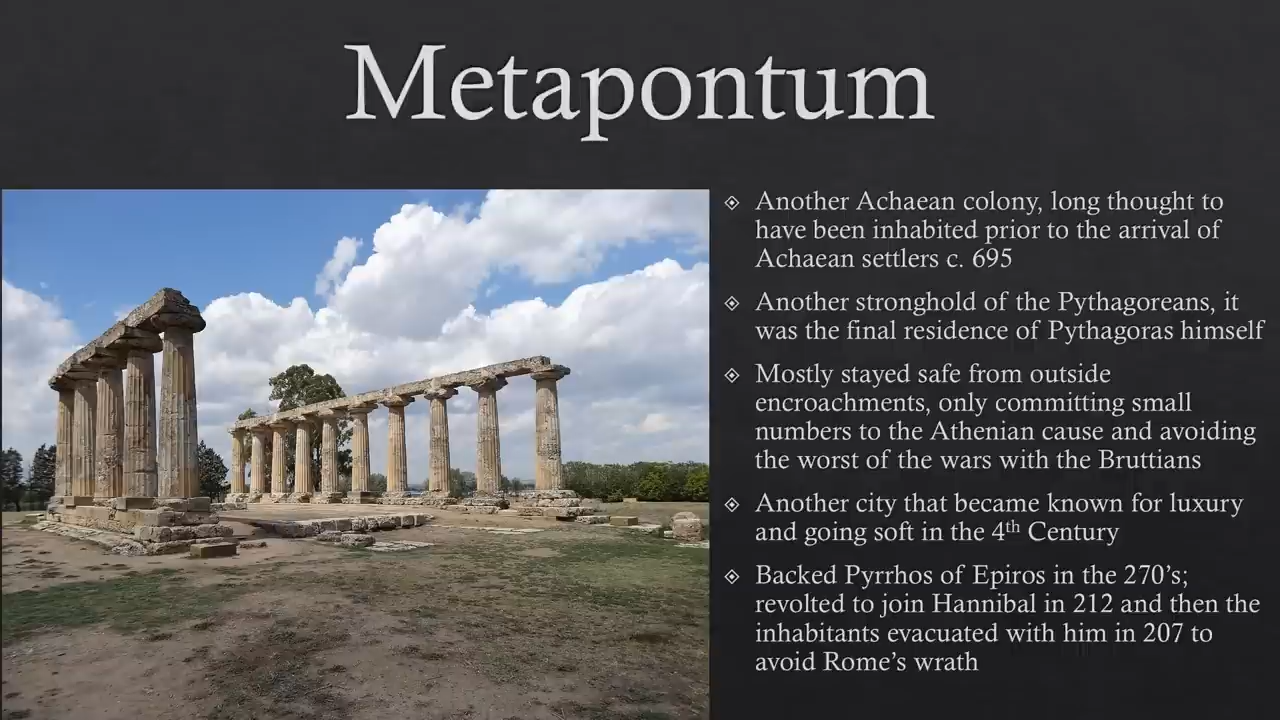 Metapontum
Another Achaean colony, long thought to
have been inhabited prior to the arrival of
Achaean settlers c. 695
Another stronghold of the Pythagoreans, it
was the final residence of Pythagoras himself
Mostly stayed safe from outside
encroachments, only committing small
numbers to the Athenian cause and avoiding
the worst of the wars with the Bruttians
Another city that became known for luxury
and going soft in the 4th Century
Backed Pyrrhos of Epiros in the 270's;
revolted to join Hannibal in 212 and then the
inhabitants evacuated with him in 207 to
avoid Rome's wrath